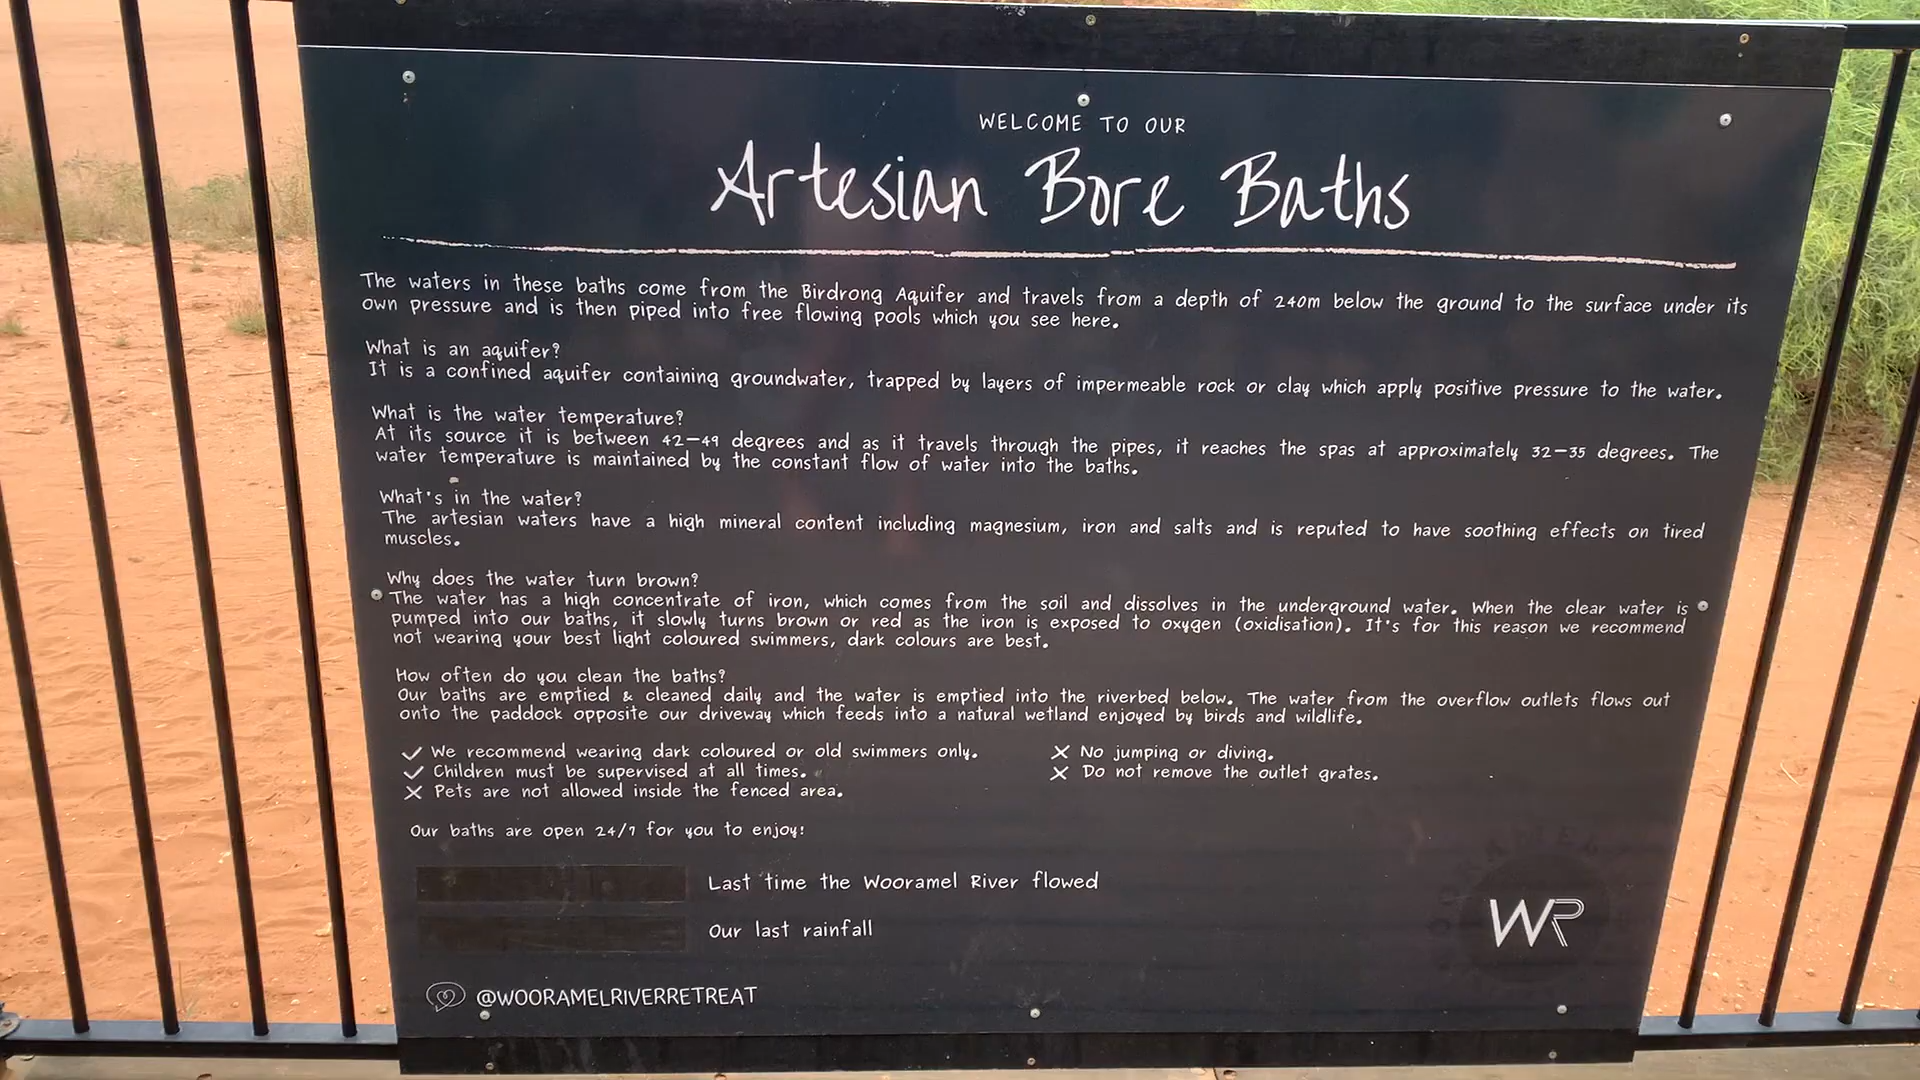 WELCOME TO OUR
Artesian Bore Baths
The waters in these baths come from the Birdrong Aquifer and travels from a depth of 240m below the ground to the surface under its
own pressure and is then piped into free flowing pools which you see here.
What is an aquifer?
It is a confined aquifer containing groundwater, trapped by layers of impermeable rock or clay which apply positive pressure to the water.
What is the water temperature?
At its source it is between 42-49 degrees and as it travels through the pipes, it reaches the spas at approximately 32-35 degrees. The
water temperature is maintained by the constant flow of water into the baths.
What's in the water?
The artesian waters have a high mineral content including magnesium, iron and salts and is reputed to have soothing effects on tired
muscles.
Why does the water turn brown?
The water has a high concentrate of iron, which comes from the soil and dissolves in the underground water. When the clear water is
pumped into our baths, it slowly turns brown or red as the iron is exposed to oxygen (oxidisation). It's for this reason we recommend
not wearing your best light coloured swimmers, dark colours are best.
How often do you clean the baths?
Our baths are emptied & cleaned daily and the water is emptied into the riverbed below. The water from the overflow outlets flows out
onto the paddock opposite our driveway which feeds into a natural wetland enjoyed by birds and wildlife.
✓ We recommend wearing dark coloured or old swimmers only.
✓ Children must be supervised at all times.
X Pets are not allowed inside the fenced area.
X No jumping or diving.
X Do not remove the outlet grates.
Our baths are open 24/7 for you to enjoy!
Last time the Wooramel River flowed
Our last rainfall
WR
@WOORAMELRIVERRETREAT